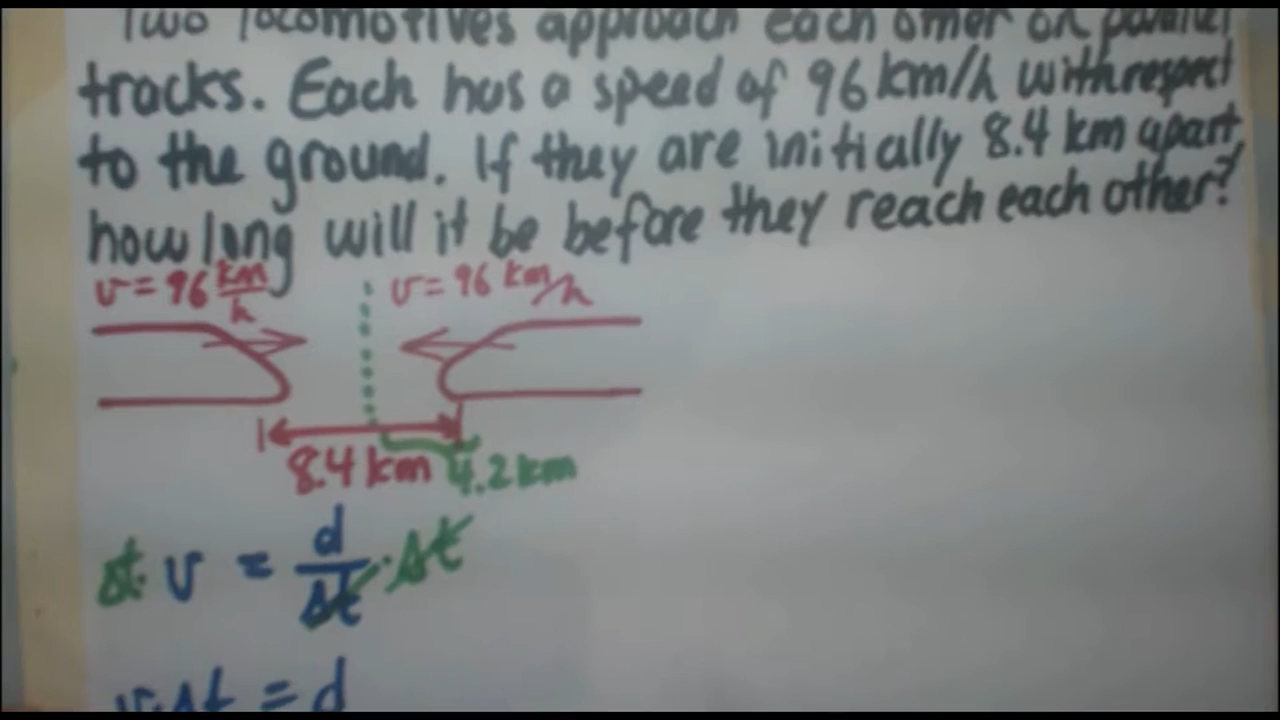 Two locomotives approach each other on parallel
tracks. Each has a speed of 96 km/h with respect
to the ground. If they are initially 8.4 km apart,
how long will it be before they reach each other?
v = 96 km/h v = 96 km/h
8.4 km 4.2 km
Δt · v = d/Δt · Δt
v · Δt = d